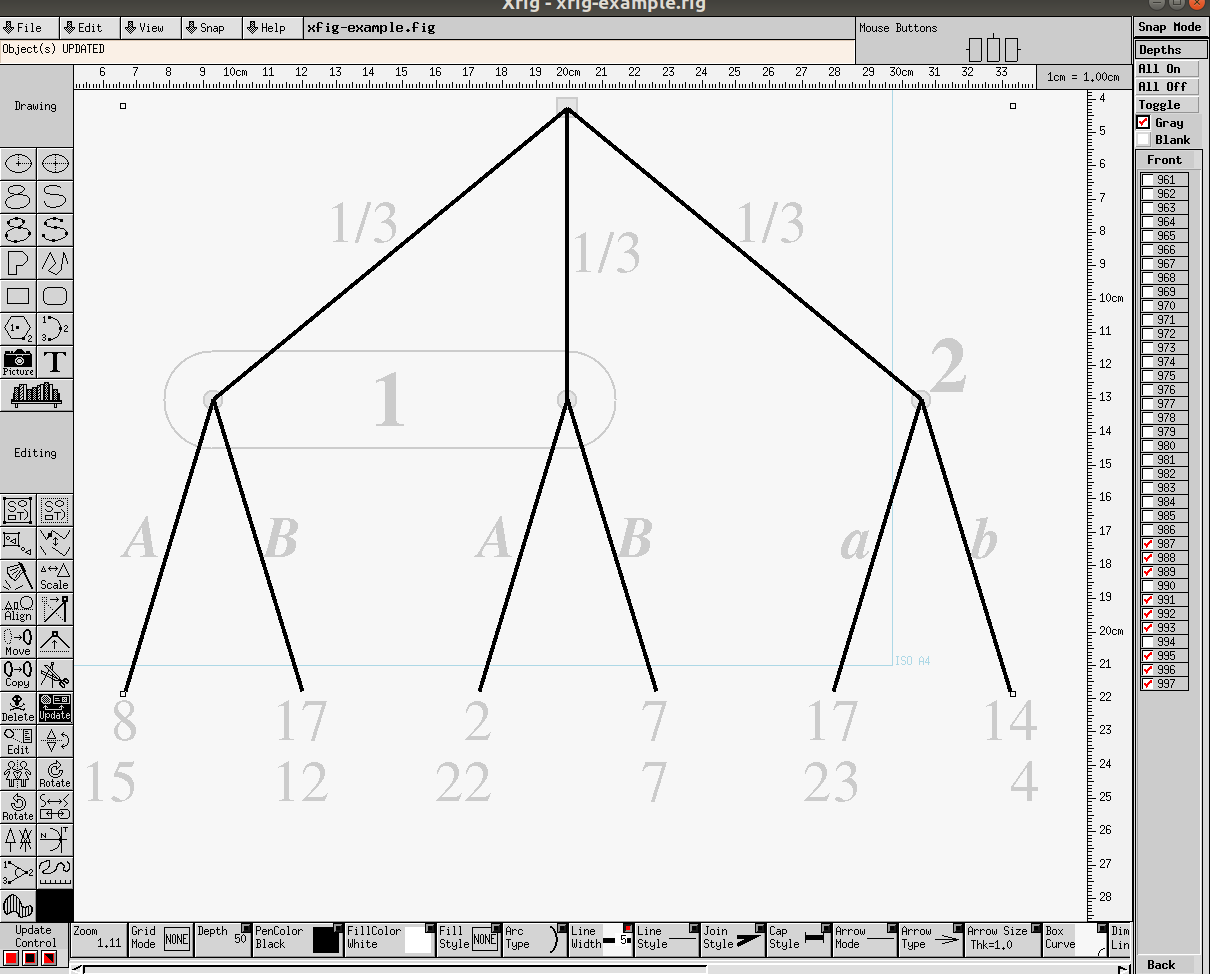 Xfig - xfig-example.fig
File Edit View Snap Help xfig-example.fig
Mouse Buttons
Object(s) UPDATED
6 7 8 9 10cm 11 12 13 14 15 16 17 18 19 20cm 21 22 23 24 25 26 27 28 29 30cm 31 32 33
1cm = 1.00cm
Snap Mode
Depths
All On
All Off
Toggle
Gray
Blank
Front
961
962
963
964
965
966
967
968
969
970
971
972
973
974
975
976
977
978
979
980
981
982
983
984
985
986
987
988
989
990
991
992
993
994
995
996
997
Back
4
5
6
7
8
9
10cm
11
12
13
14
15
16
17
18
19
20cm
21
22
23
24
25
26
27
28
Drawing
1 2
1 2 3
Picture T
Editing
Scale
Align
Move
Copy
Delete Update
Edit
Rotate
Rotate
N T
1 2 3
Update
Control
1/3 1/3 1/3
1 2
A B A B a b
ISO A4
8 17 2 7 17 14
15 12 22 7 23 4
Zoom 1.11
Grid Mode NONE
Depth 50
PenColor Black
FillColor White
Fill Style NONE
Arc Type
Line Width 5
Line Style
Join Style
Cap Style
Arrow Mode
Arrow Type
Arrow Size Thk=1.0
Box Curve
Dim Lin